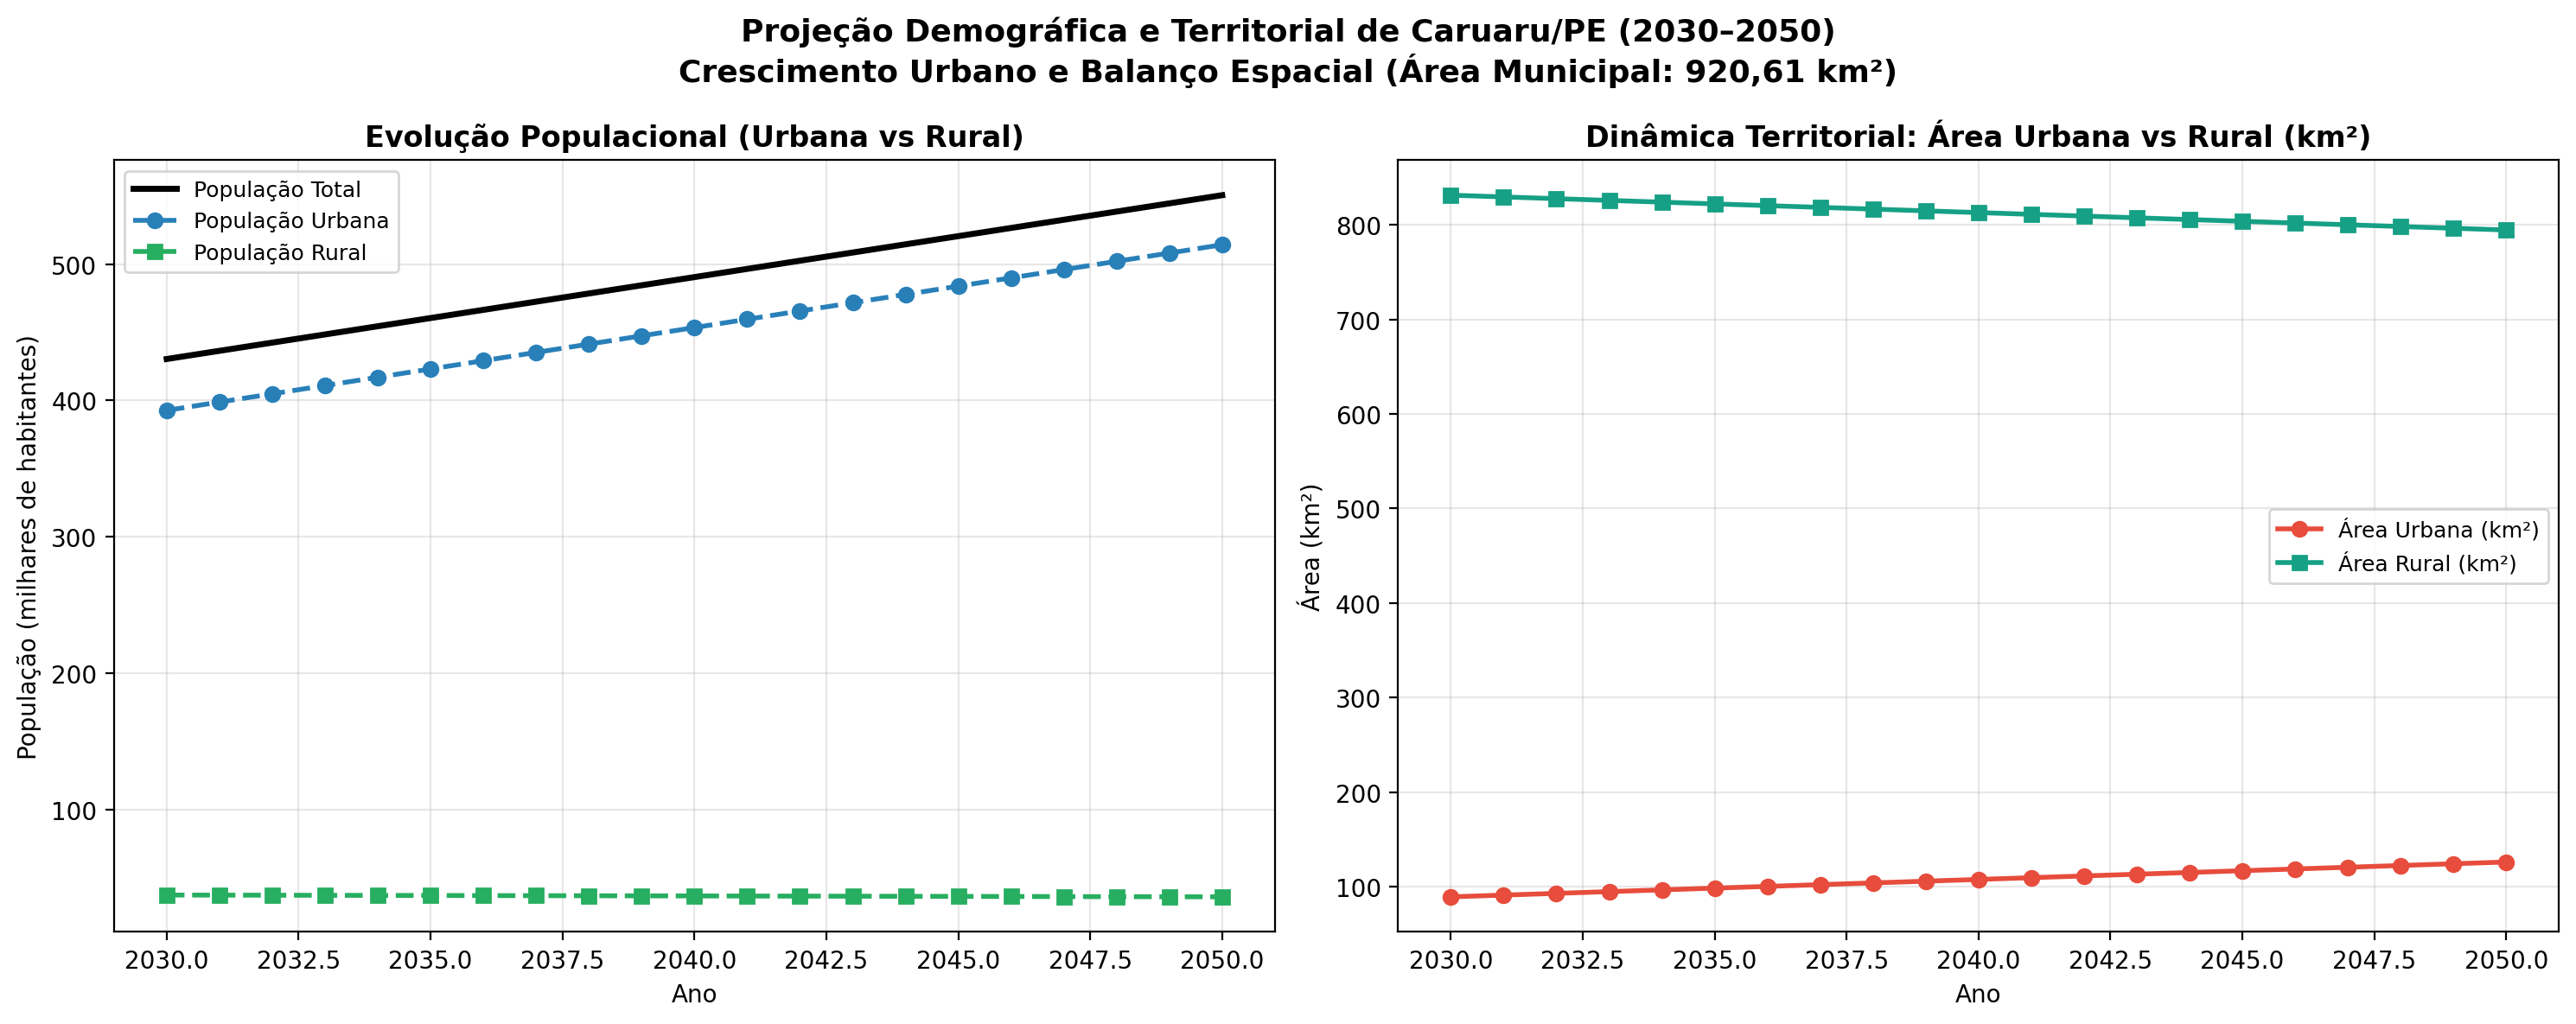 Projeção Demográfica e Territorial de Caruaru/PE (2030–2050)
Crescimento Urbano e Balanço Espacial (Área Municipal: 920,61 km²)
Evolução Populacional (Urbana vs Rural)
População Total
População Urbana
População Rural
População (milhares de habitantes)
500
400
300
200
100
2030.0 2032.5 2035.0 2037.5 2040.0 2042.5 2045.0 2047.5 2050.0
Ano
Dinâmica Territorial: Área Urbana vs Rural (km²)
Área Urbana (km²)
Área Rural (km²)
Área (km²)
800
700
600
500
400
300
200
100
2030.0 2032.5 2035.0 2037.5 2040.0 2042.5 2045.0 2047.5 2050.0
Ano